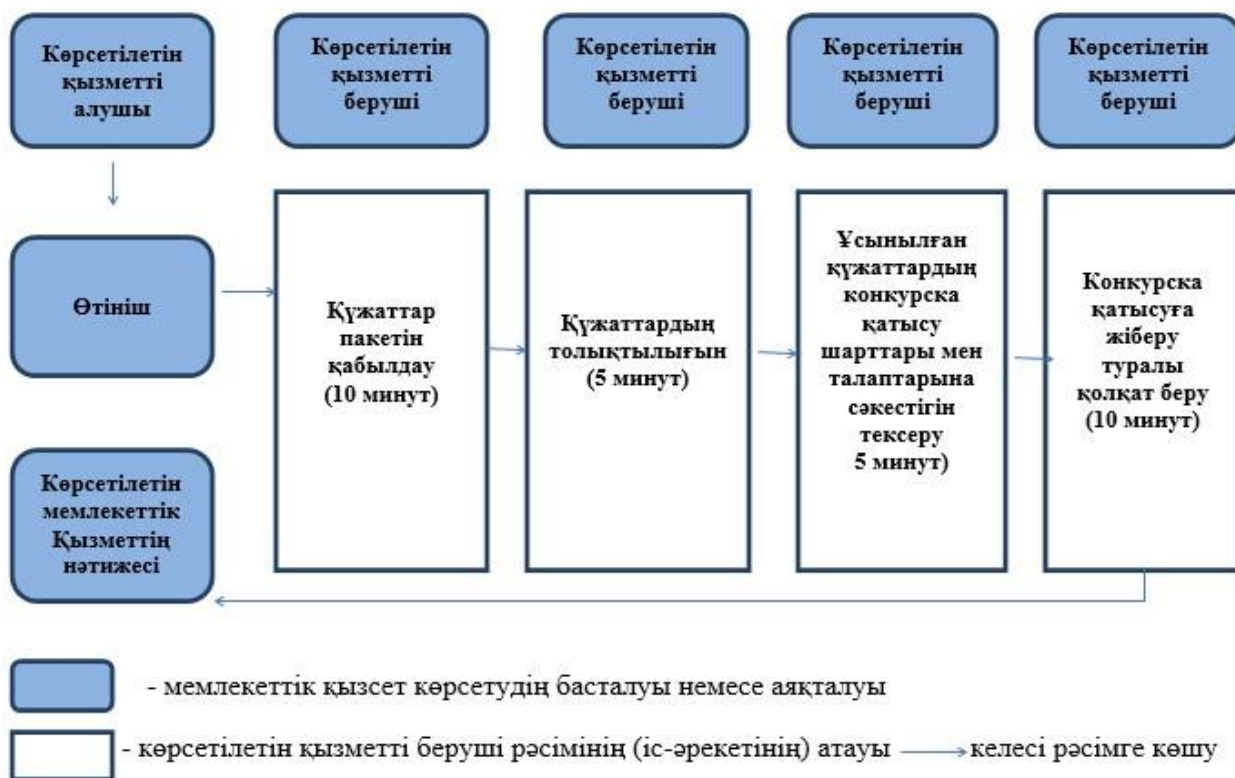 Көрсетілетін
қызметті
алушы
Көрсетілетін
қызметті
беруші
Көрсетілетін
қызметті
беруші
Көрсетілетін
қызметті
беруші
Көрсетілетін
қызметті
беруші
Өтініш
Құжаттар
пакетін
қабылдау
(10 минут)
Құжаттардың
толықтылығын
(5 минут)
Ұсынылған
құжаттардың
конкурска
қатысу
шарттары мен
талаптарына
сәкестігін
тексеру
5 минут)
Конкурска
қатысуға
жіберу
туралы
қолқат беру
(10 минут)
Көрсетілетін
мемлекеттік
Қызметтің
нәтижесі
- мемлекеттік қызсет көрсетудің басталуы немесе аяқталуы
- көрсетілетін қызметті беруші рәсімінің (іс-әрекетінің) атауы келесі рәсімге көшу